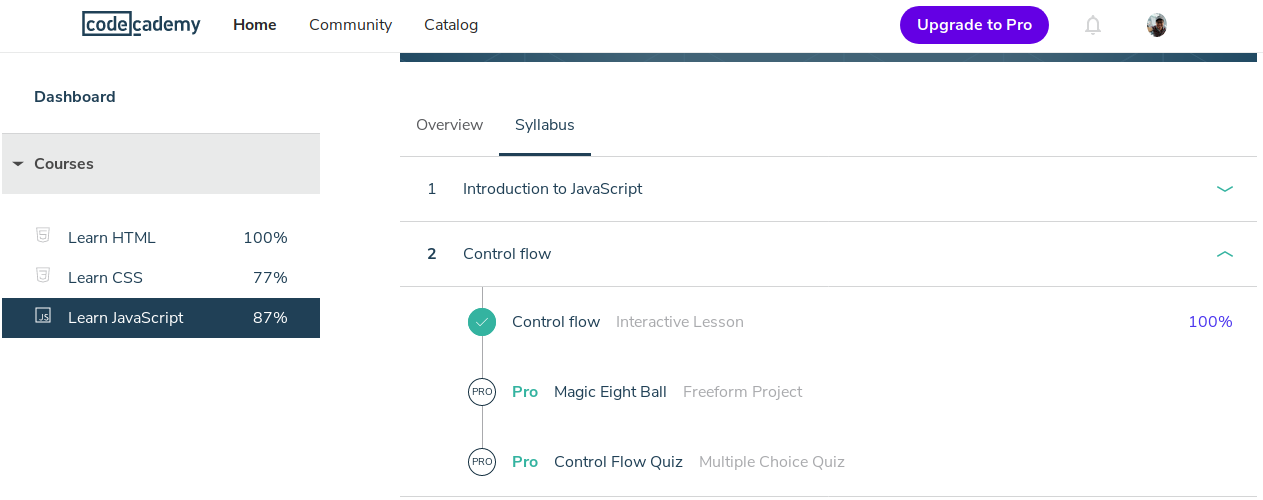 codecademy Home Community Catalog Upgrade to Pro
Dashboard
Courses
Learn HTML 100%
Learn CSS 77%
JS Learn JavaScript 87%
Overview Syllabus
1 Introduction to JavaScript
2 Control flow
Control flow Interactive Lesson 100%
PRO Pro Magic Eight Ball Freeform Project
PRO Pro Control Flow Quiz Multiple Choice Quiz